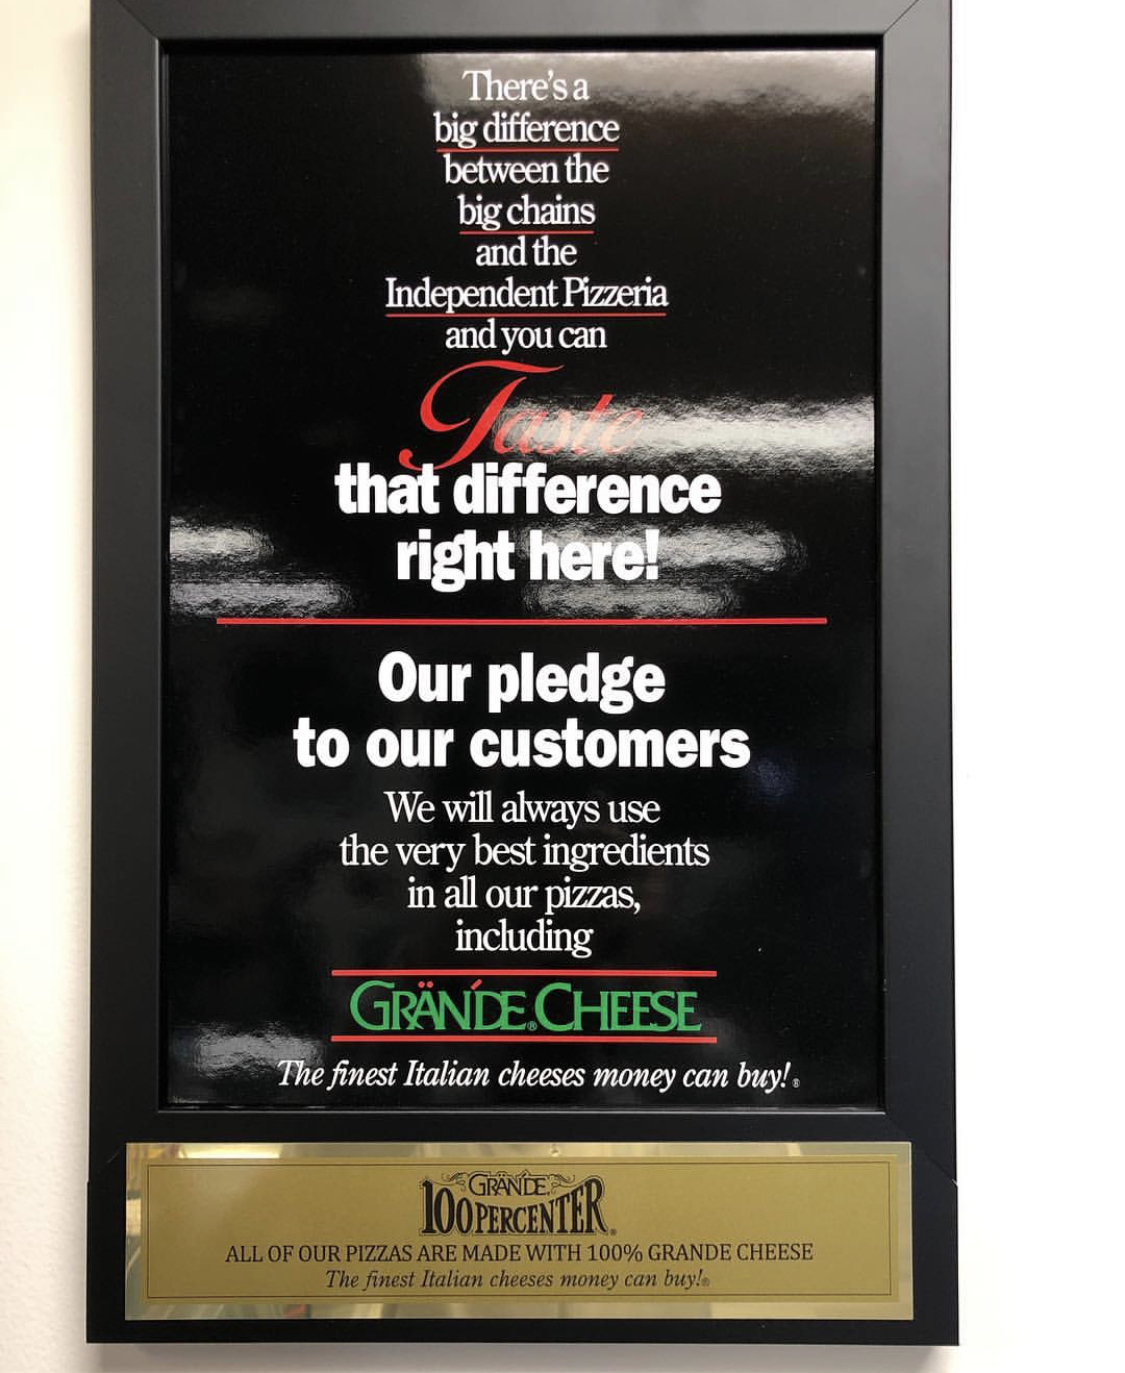 There's a
big difference
between the
big chains
and the
Independent Pizzeria
and you can
Taste
that difference
right here!
Our pledge
to our customers
We will always use
the very best ingredients
in all our pizzas,
including
GRÄNDÉ® CHEESE
The finest Italian cheeses money can buy!®
GRÄNDÉ
100 PERCENTER®
ALL OF OUR PIZZAS ARE MADE WITH 100% GRANDE CHEESE
The finest Italian cheeses money can buy!®